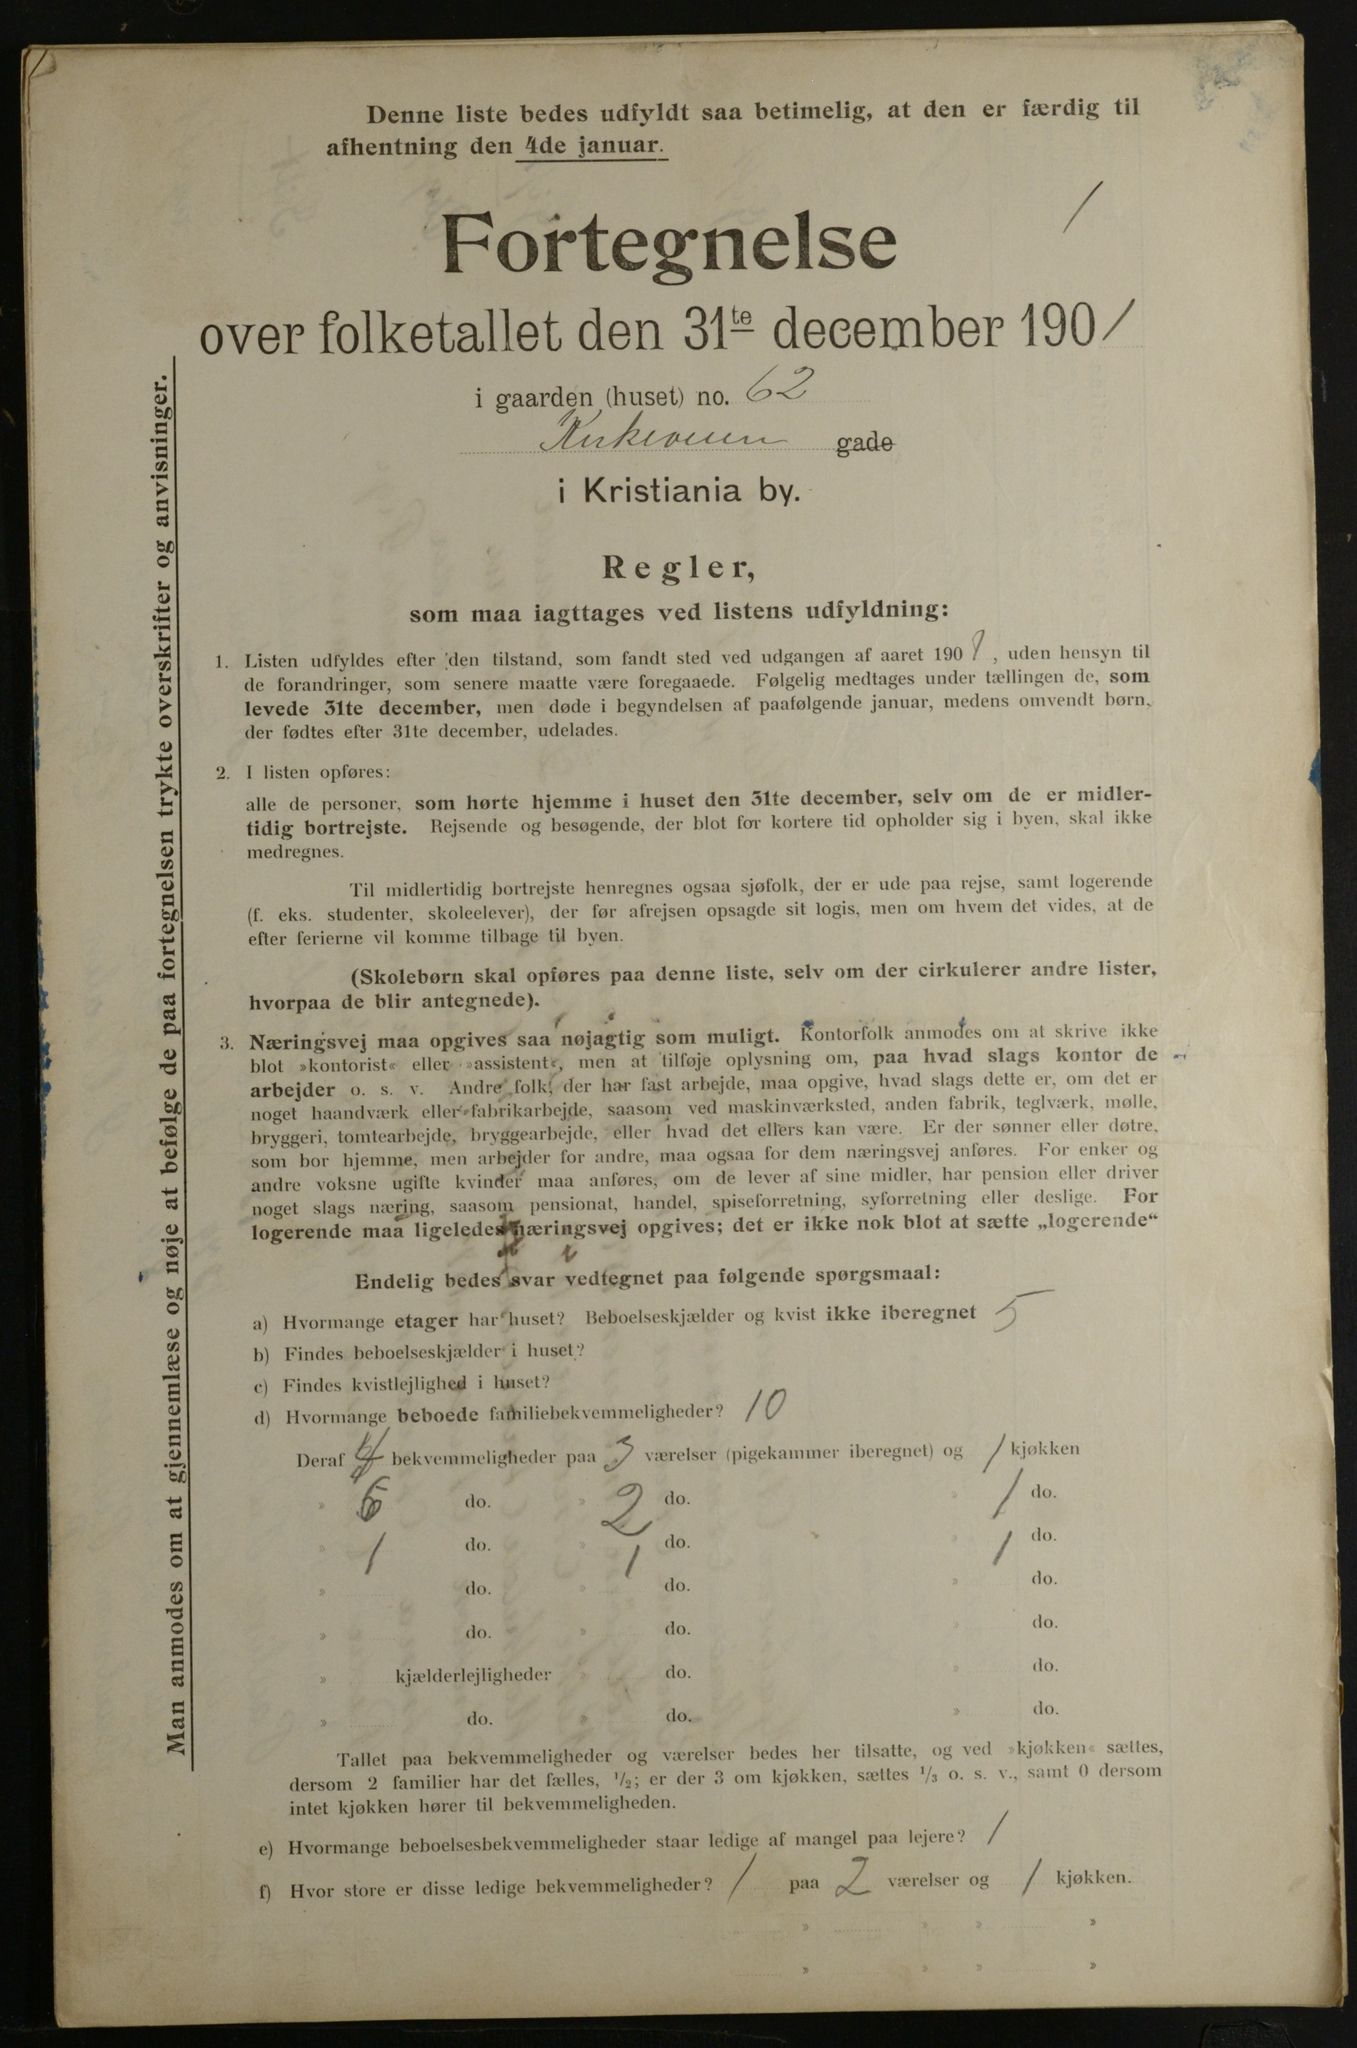 Denne liste bedes udfyldt saa betimelig, at den er færdig til
afhentning den 4de januar.
1
Fortegnelse
over folketallet den 31te december 1901
i gaarden (huset) no. 62
Kirkeveien gade
i Kristiania by.
Regler,
som maa iagttages ved listens udfyldning:
1. Listen udfyldes efter den tilstand, som fandt sted ved udgangen af aaret 1901, uden hensyn til
de forandringer, som senere maatte være foregaaede. Følgelig medtages under tællingen de, som
levede 31te december, men døde i begyndelsen af paafølgende januar, medens omvendt børn,
der fødtes efter 31te december, udelades.
2. I listen opføres:
alle de personer, som hørte hjemme i huset den 31te december, selv om de er midler-
tidig bortrejste. Rejsende og besøgende, der blot for kortere tid opholder sig i byen, skal ikke
medregnes.
Til midlertidig bortrejste henregnes ogsaa sjøfolk, der er ude paa rejse, samt logerende
(f. eks. studenter, skoleelever), der før afrejsen opsagde sit logis, men om hvem det vides, at de
efter ferierne vil komme tilbage til byen.
(Skolebørn skal opføres paa denne liste, selv om der cirkulerer andre lister,
hvorpaa de blir antegnede).
3. Næringsvej maa opgives saa nøjagtig som muligt. Kontorfolk anmodes om at skrive ikke
blot »kontorist« eller »assistent«, men at tilføje oplysning om, paa hvad slags kontor de
arbejder o. s. v. Andre folk, der har fast arbejde, maa opgive, hvad slags dette er, om det er
noget haandværk eller fabrikarbejde, saasom ved maskinværksted, anden fabrik, teglværk, mølle,
bryggeri, tomtearbejde, bryggearbejde, eller hvad det ellers kan være. Er der sønner eller døtre,
som bor hjemme, men arbejder for andre, maa ogsaa for dem næringsvej anføres. For enker og
andre voksne ugifte kvinder maa anføres, om de lever af sine midler, har pension eller driver
noget slags næring, saasom pensionat, handel, spiseforretning, syforretning eller deslige. For
logerende maa ligeledes næringsvej opgives; det er ikke nok blot at sætte „logerende“
Endelig bedes svar vedtegnet paa følgende spørgsmaal:
a) Hvormange etager har huset? Beboelseskjælder og kvist ikke iberegnet 5
b) Findes beboelseskjælder i huset?
c) Findes kvistlejlighed i huset?
d) Hvormange beboede familiebekvemmeligheder? 10
Deraf bekvemmeligheder paa 3 værelser (pigekammer iberegnet) og 1 kjøkken
» do. » 2 do. » 1 do.
» 1 do. » 1 do. 1 do.
» do. » do. » do.
» do. » do. » do.
» kjælderlejligheder » do. » do.
» do. » do. » do.
Tallet paa bekvemmeligheder og værelser bedes her tilsatte, og ved »kjøkken« sættes,
dersom 2 familier har det fælles, 1/2; er der 3 om kjøkken, sættes 1/3 o. s. v., samt 0 dersom
intet kjøkken hører til bekvemmeligheden.
e) Hvormange beboelsesbekvemmeligheder staar ledige af mangel paa lejere? 1
f) Hvor store er disse ledige bekvemmeligheder? 1 paa 2 værelser og 1 kjøkken.
» » » »
» » » »
Man anmodes om at gjennemlæse og nøje at befølge de paa fortegnelsen trykte overskrifter og anvisninger.